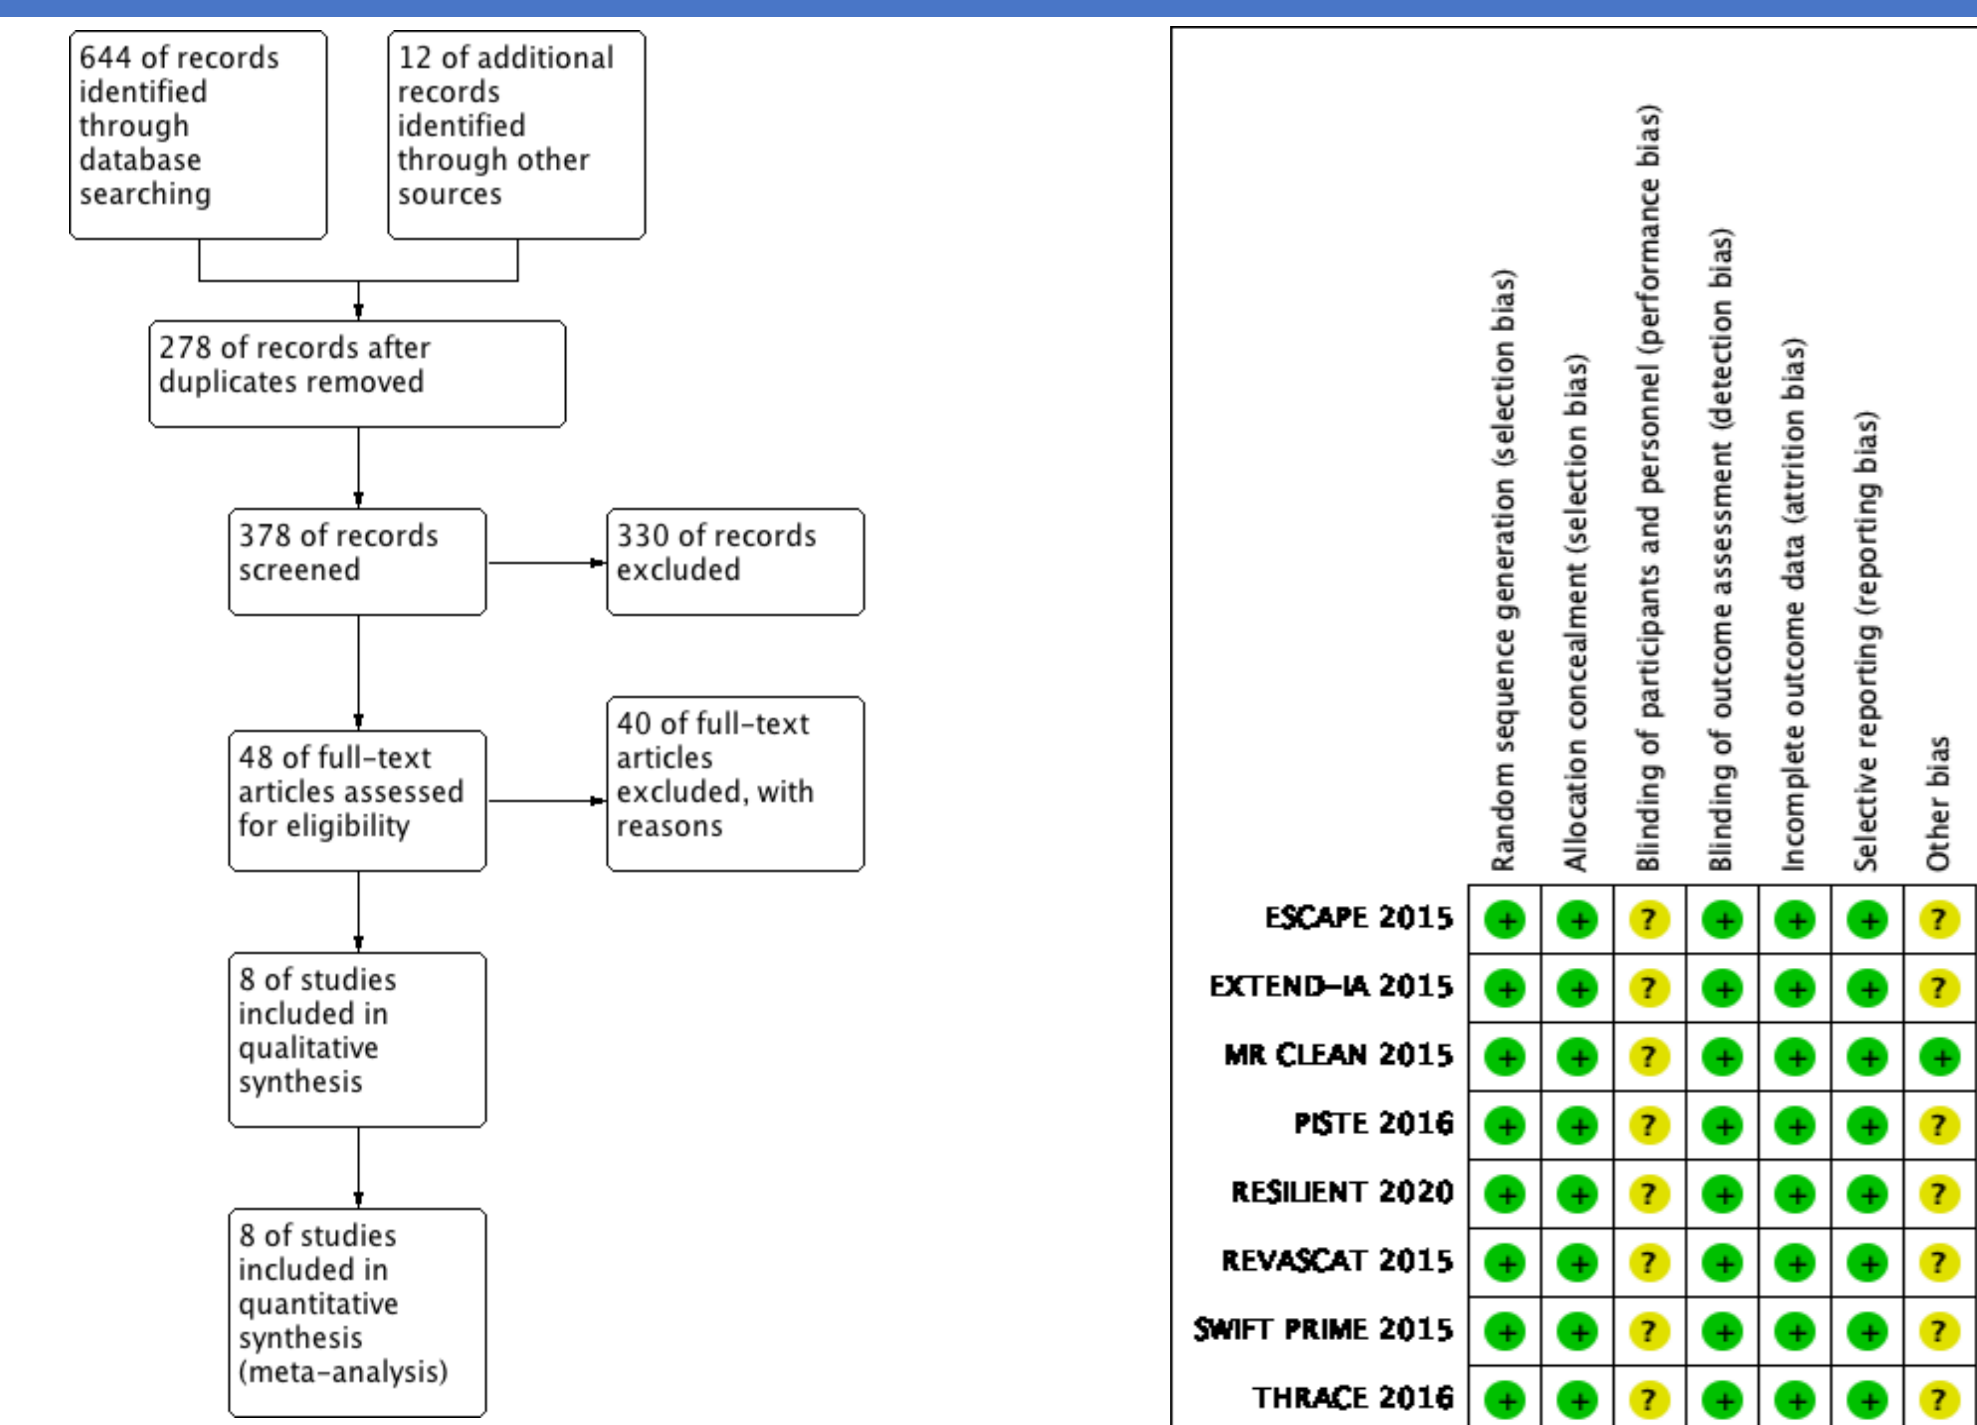 644 of records
identified
through
database
searching
12 of additional
records
identified
through other
sources
278 of records after
duplicates removed
378 of records
screened
330 of records
excluded
48 of full-text
articles assessed
for eligibility
40 of full-text
articles
excluded, with
reasons
8 of studies
included in
qualitative
synthesis
8 of studies
included in
quantitative
synthesis
(meta-analysis)
Random sequence generation (selection bias)
Allocation concealment (selection bias)
Blinding of participants and personnel (performance bias)
Blinding of outcome assessment (detection bias)
Incomplete outcome data (attrition bias)
Selective reporting (reporting bias)
Other bias
ESCAPE 2015 + + ? + + + ?
EXTEND-IA 2015 + + ? + + + ?
MR CLEAN 2015 + + ? + + + +
PISTE 2016 + + ? + + + ?
RESILIENT 2020 + + ? + + + ?
REVASCAT 2015 + + ? + + + ?
SWIFT PRIME 2015 + + ? + + + ?
THRACE 2016 + + ? + + + ?